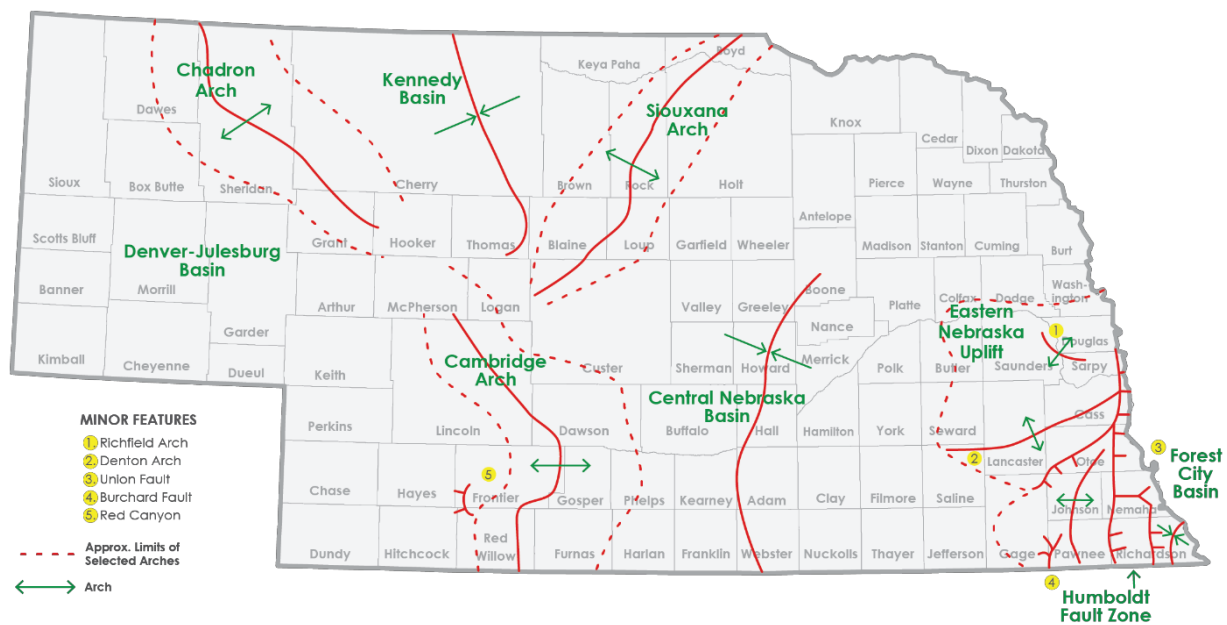 Boyd
Keya Paha
Chadron
Arch
Kennedy
Basin
Dawes
Siouxana
Arch
Knox
Cedar
Dixon
Dakota
Sioux
Box Butte
Sheridan
Cherry
Brown
Rock
Holt
Pierce
Wayne
Thurston
Antelope
Scotts Bluff
Denver-Julesburg
Basin
Grant
Hooker
Thomas
Blaine
Loup
Garfield
Wheeler
Madison
Stanton
Cuming
Burt
Banner
Morrill
Arthur
McPherson
Logan
Valley
Greeley
Boone
Platte
Colfax
Dodge
Wash-
ington
Garder
Nance
Eastern
Nebraska
Uplift
1
Douglas
Kimball
Cheyenne
Dueul
Keith
Cambridge
Arch
Custer
Sherman
Howard
Merrick
Polk
Butler
Saunders
Sarpy
Central Nebraska
Basin
MINOR FEATURES
1. Richfield Arch
2. Denton Arch
3. Union Fault
4. Burchard Fault
5. Red Canyon
Perkins
Lincoln
Dawson
Buffalo
Hall
Hamilton
York
Seward
Cass
2
Lancaster
Otoe
3
Forest
City
Basin
Chase
Hayes
5
Frontier
Gosper
Phelps
Kearney
Adam
Clay
Filmore
Saline
Johnson
Nemaha
Approx. Limits of
Selected Arches
Arch
Dundy
Hitchcock
Red
Willow
Furnas
Harlan
Franklin
Webster
Nuckolls
Thayer
Jefferson
Gage
Pawnee
Richardson
4
Humboldt
Fault Zone